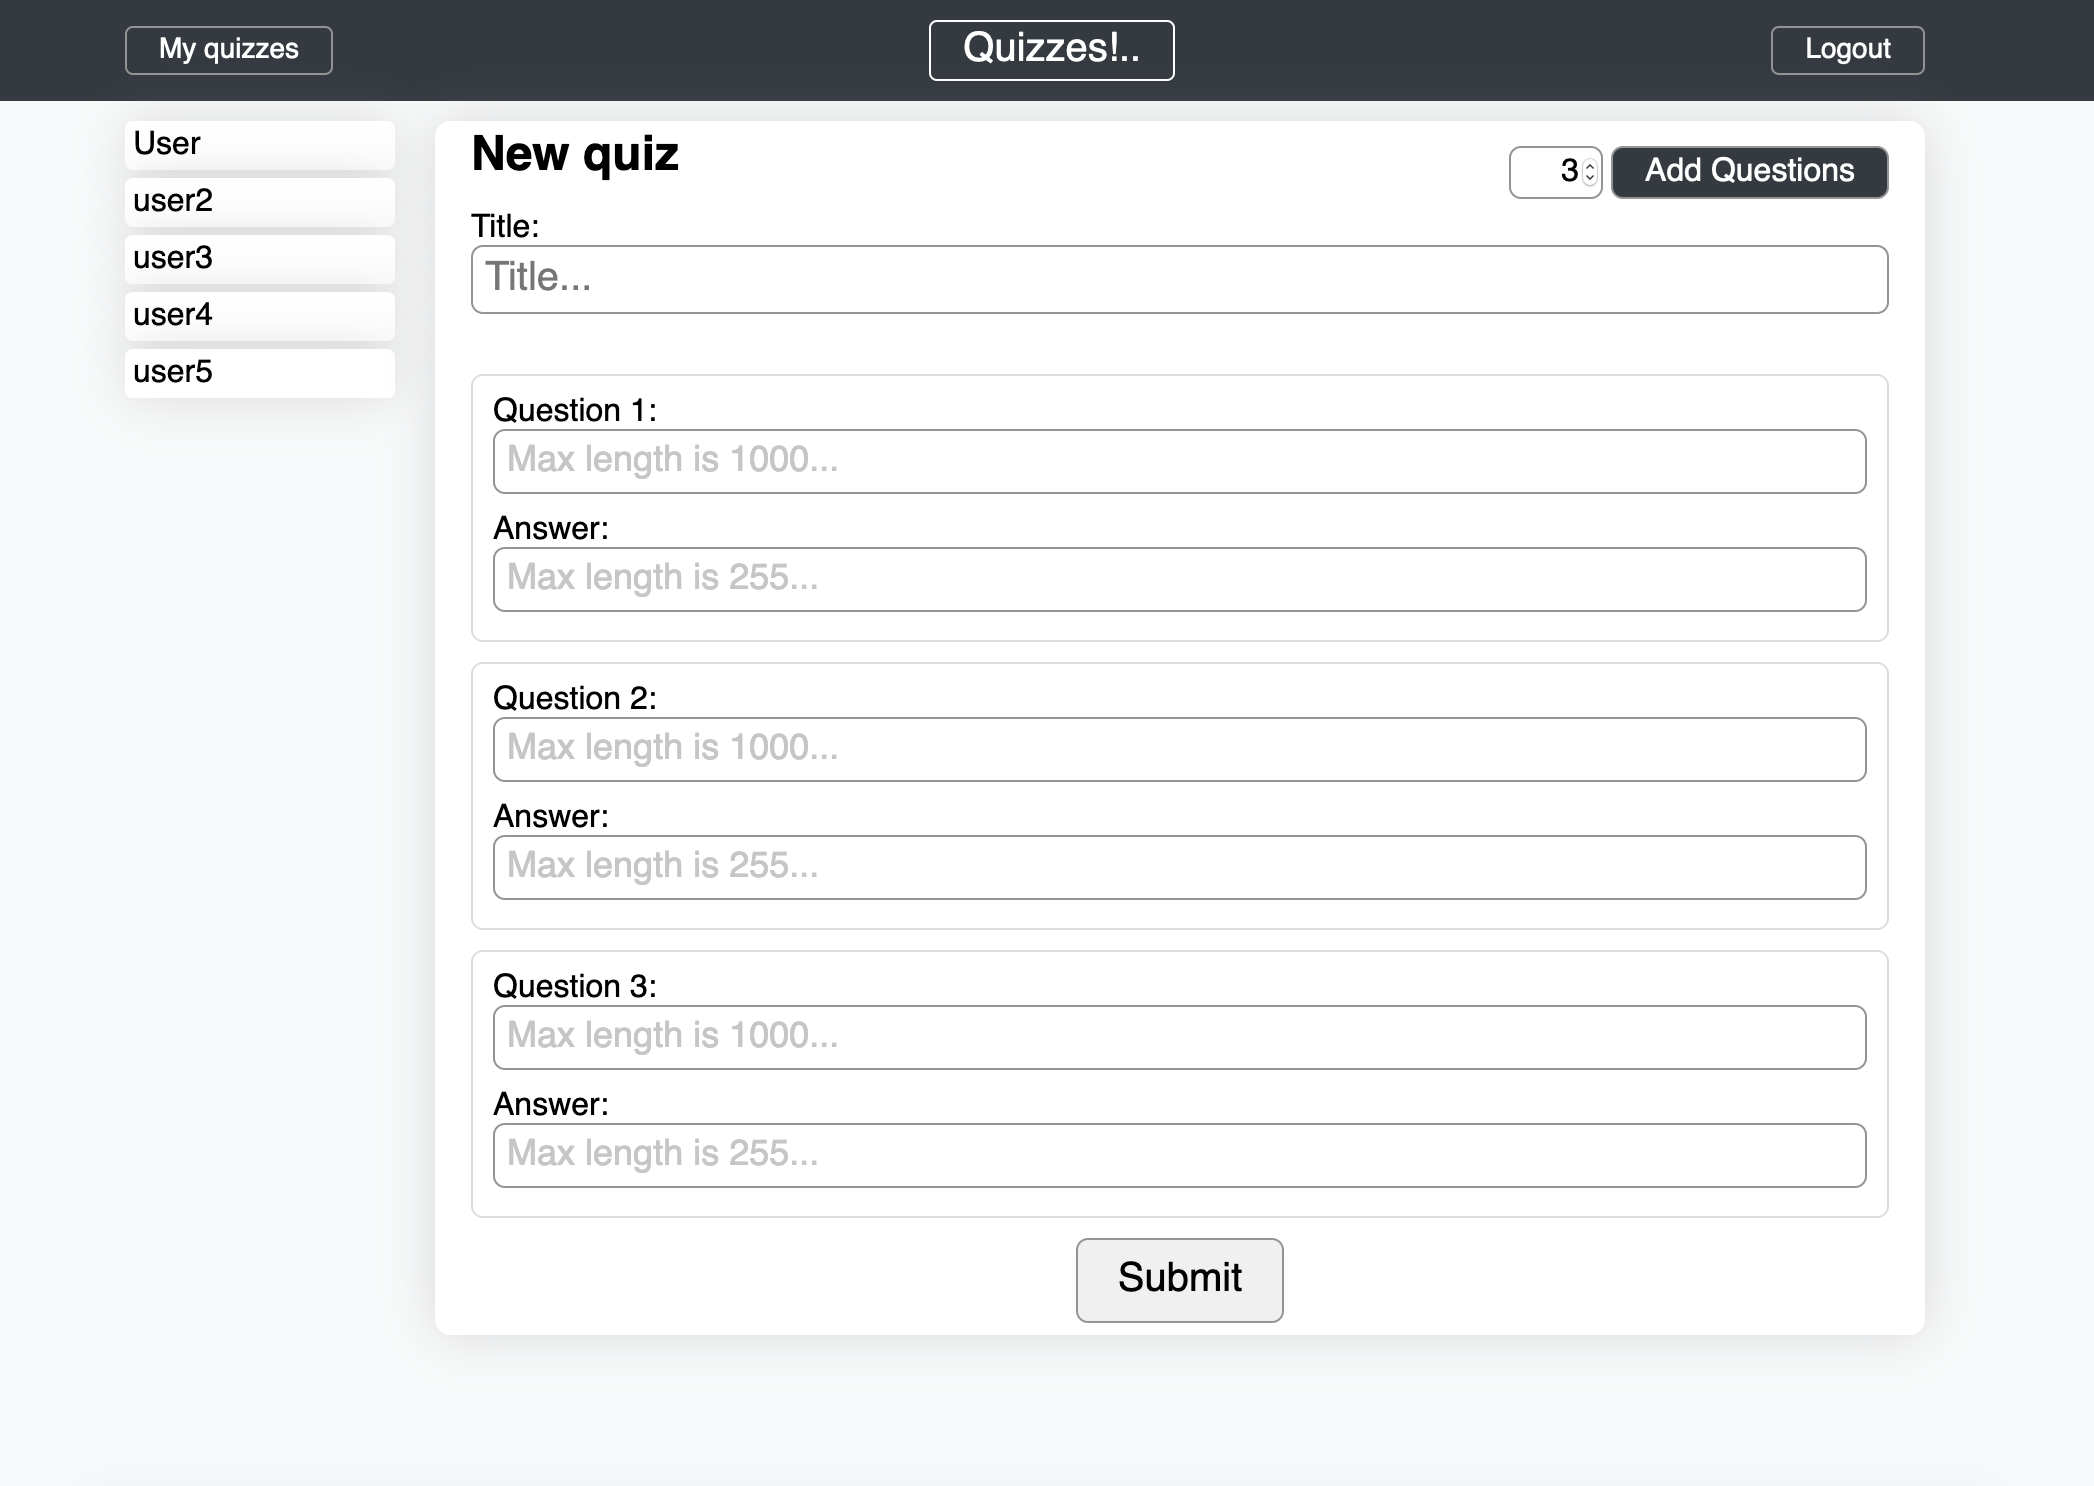 My quizzes
Quizzes!..
Logout
User
user2
user3
user4
user5
New quiz
3
Add Questions
Title:
Title...
Question 1:
Max length is 1000...
Answer:
Max length is 255...
Question 2:
Max length is 1000...
Answer:
Max length is 255...
Question 3:
Max length is 1000...
Answer:
Max length is 255...
Submit